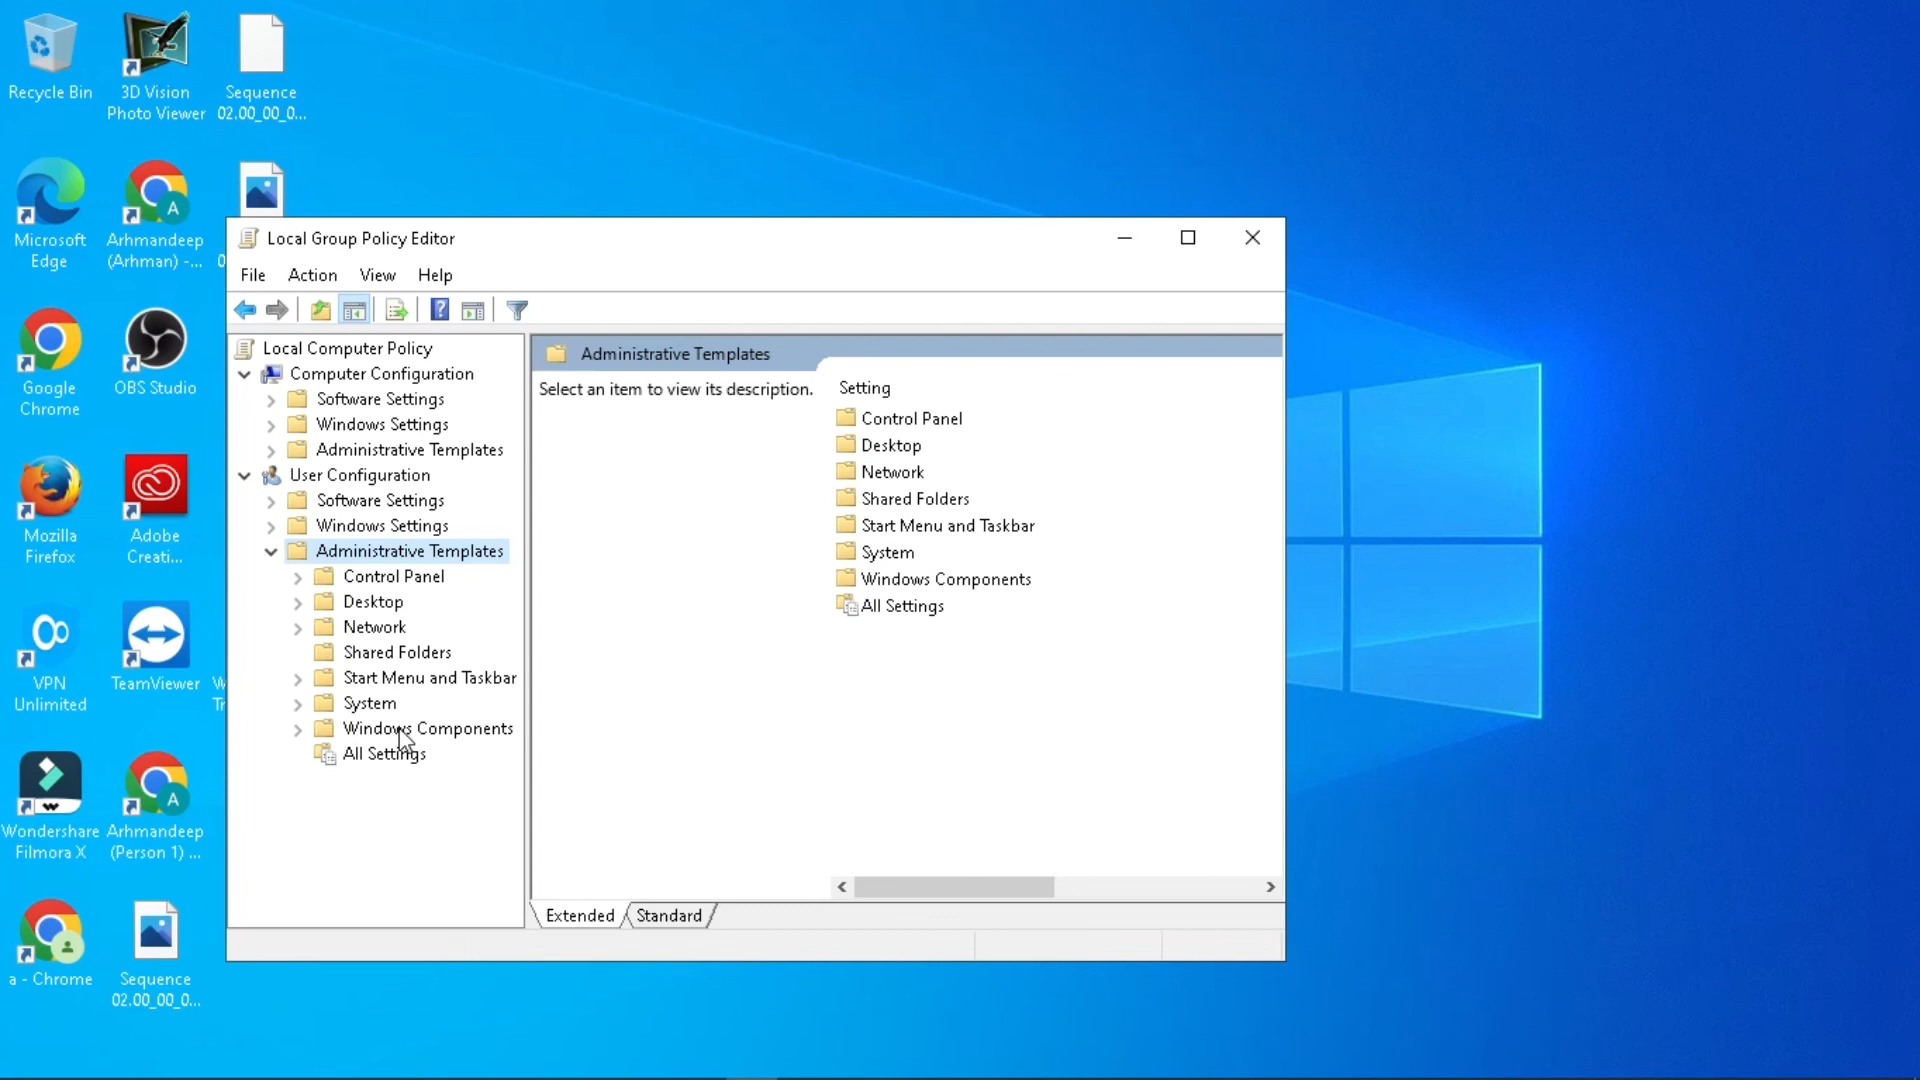 Recycle Bin
3D Vision
Photo Viewer
Sequence
02.00_00_0...
Microsoft
Edge
Arhmandeep
(Arhman) -...
Google
Chrome
OBS Studio
Mozilla
Firefox
Adobe
Creati...
VPN
Unlimited
TeamViewer
Wondershare
Filmora X
Arhmandeep
(Person 1) ...
a - Chrome
Sequence
02.00_00_0...
Local Group Policy Editor
File Action View Help
Local Computer Policy
Computer Configuration
Software Settings
Windows Settings
Administrative Templates
User Configuration
Software Settings
Windows Settings
Administrative Templates
Control Panel
Desktop
Network
Shared Folders
Start Menu and Taskbar
System
Windows Components
All Settings
Administrative Templates
Select an item to view its description.
Setting
Control Panel
Desktop
Network
Shared Folders
Start Menu and Taskbar
System
Windows Components
All Settings
Extended Standard